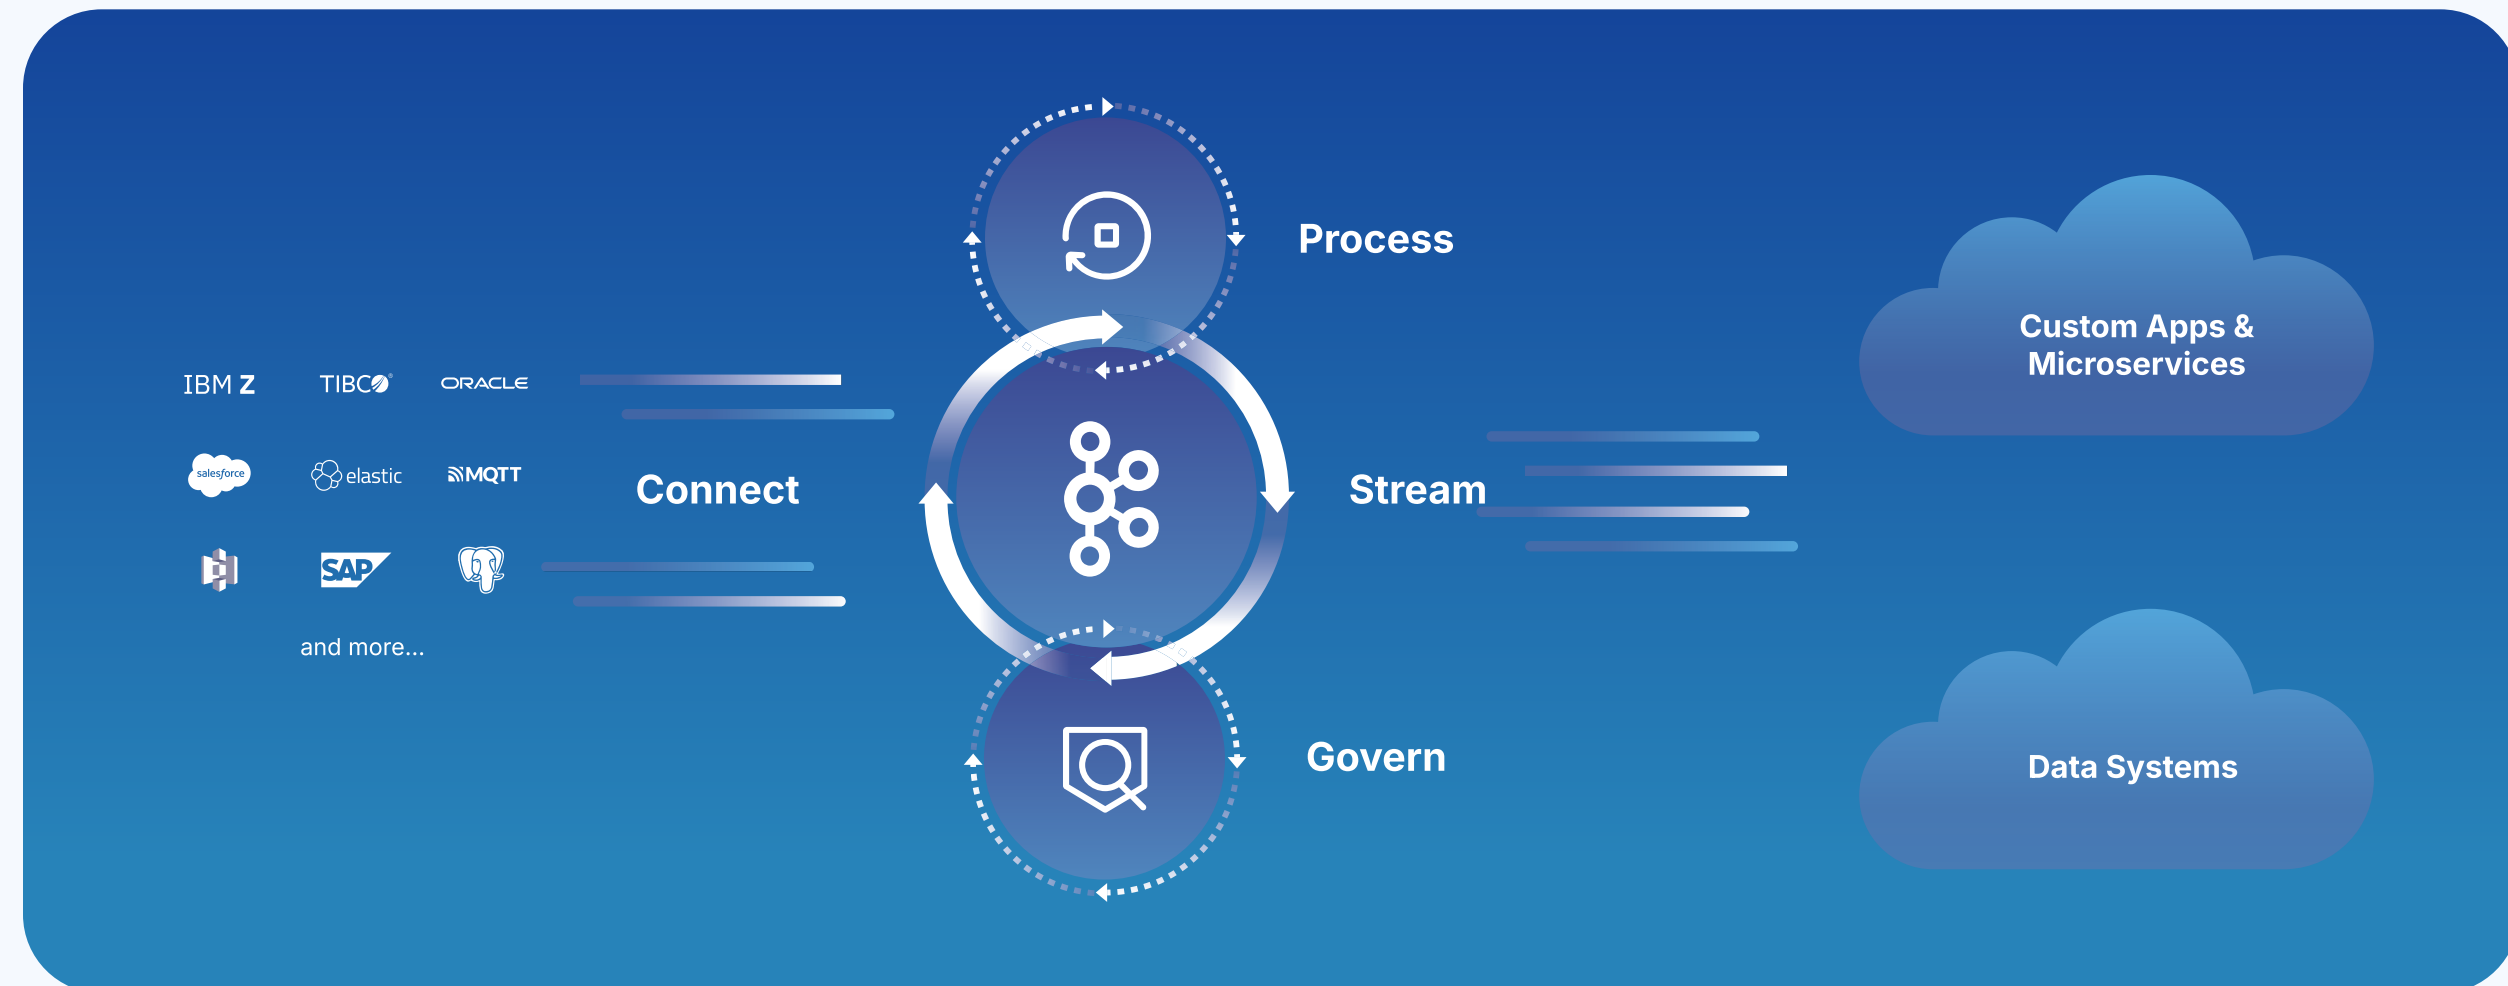 Process
Custom Apps &
Microservices
IBM Z
TIBCO®
ORACLE
salesforce
elastic
MQTT
Connect
Stream
SAP
and more...
Govern
Data Systems